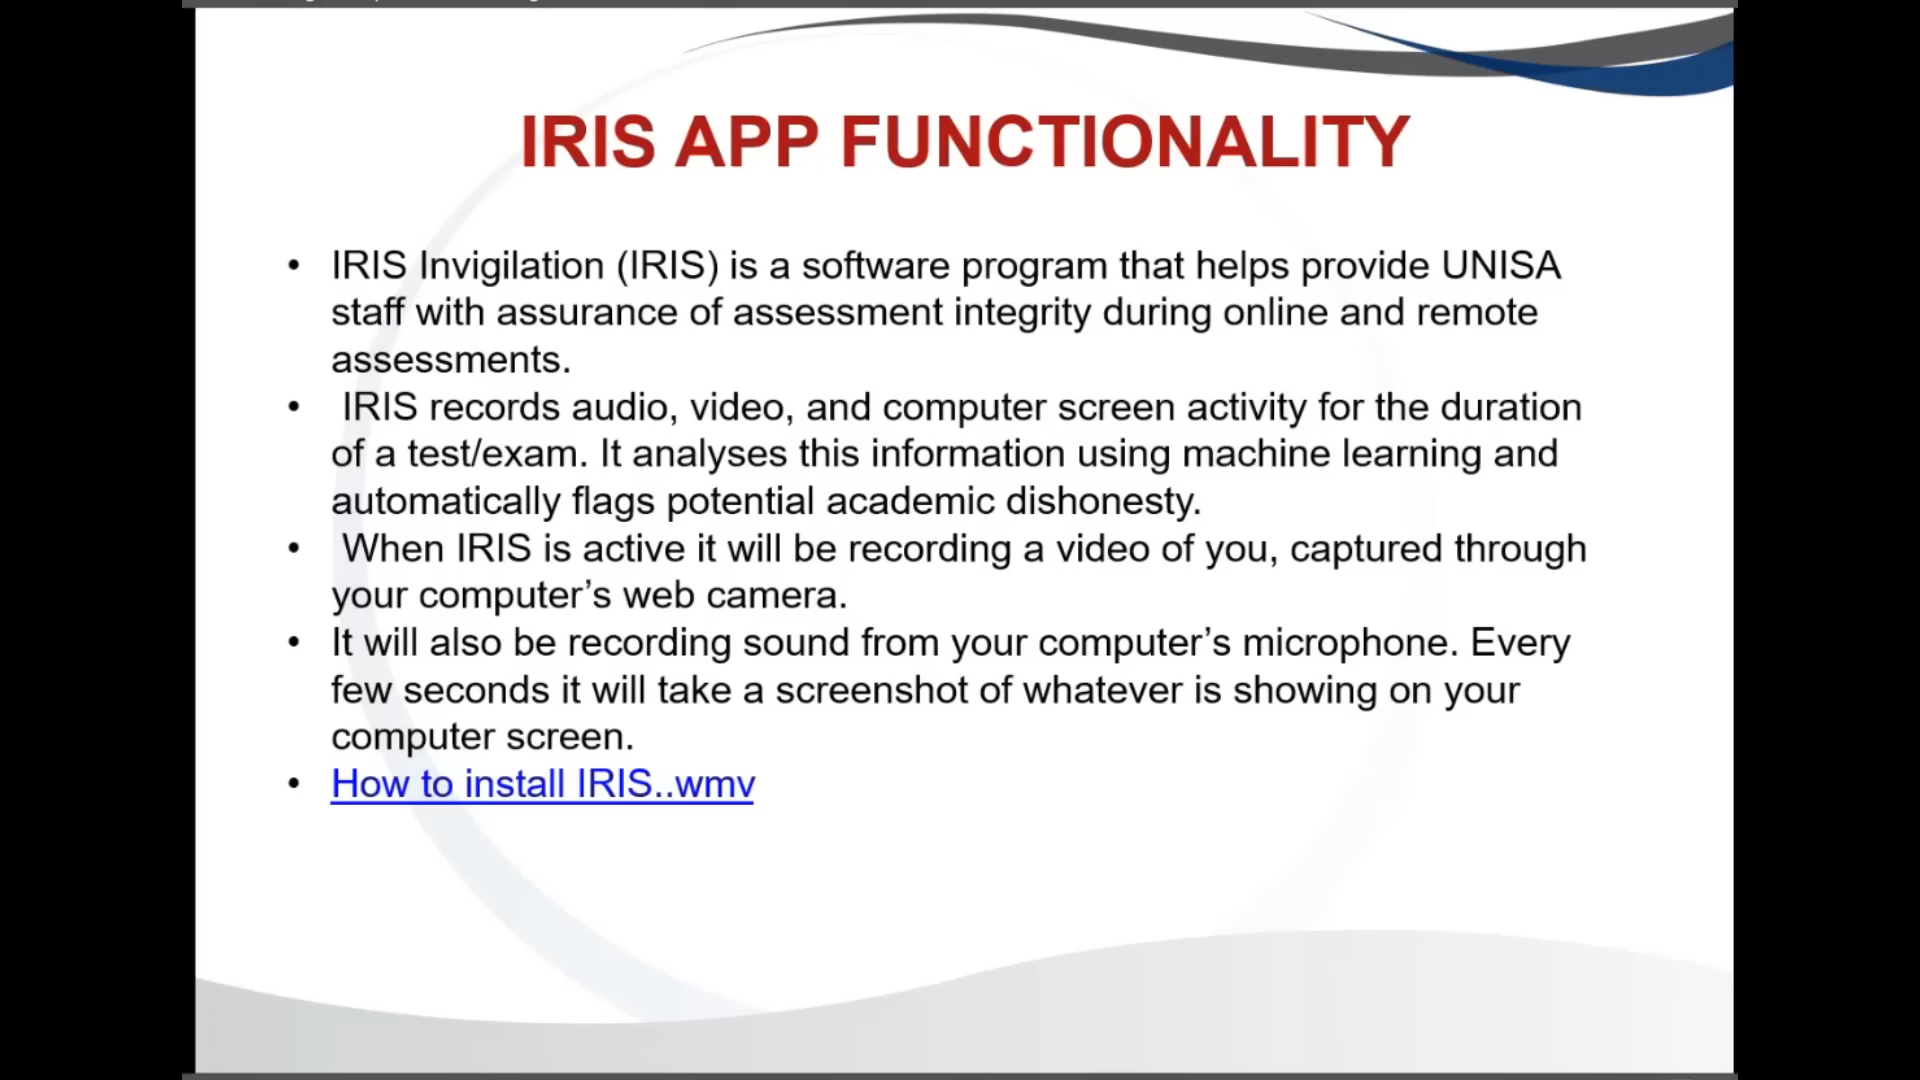 IRIS APP FUNCTIONALITY
• IRIS Invigilation (IRIS) is a software program that helps provide UNISA
staff with assurance of assessment integrity during online and remote
assessments.
• IRIS records audio, video, and computer screen activity for the duration
of a test/exam. It analyses this information using machine learning and
automatically flags potential academic dishonesty.
• When IRIS is active it will be recording a video of you, captured through
your computer’s web camera.
• It will also be recording sound from your computer’s microphone. Every
few seconds it will take a screenshot of whatever is showing on your
computer screen.
• How to install IRIS..wmv